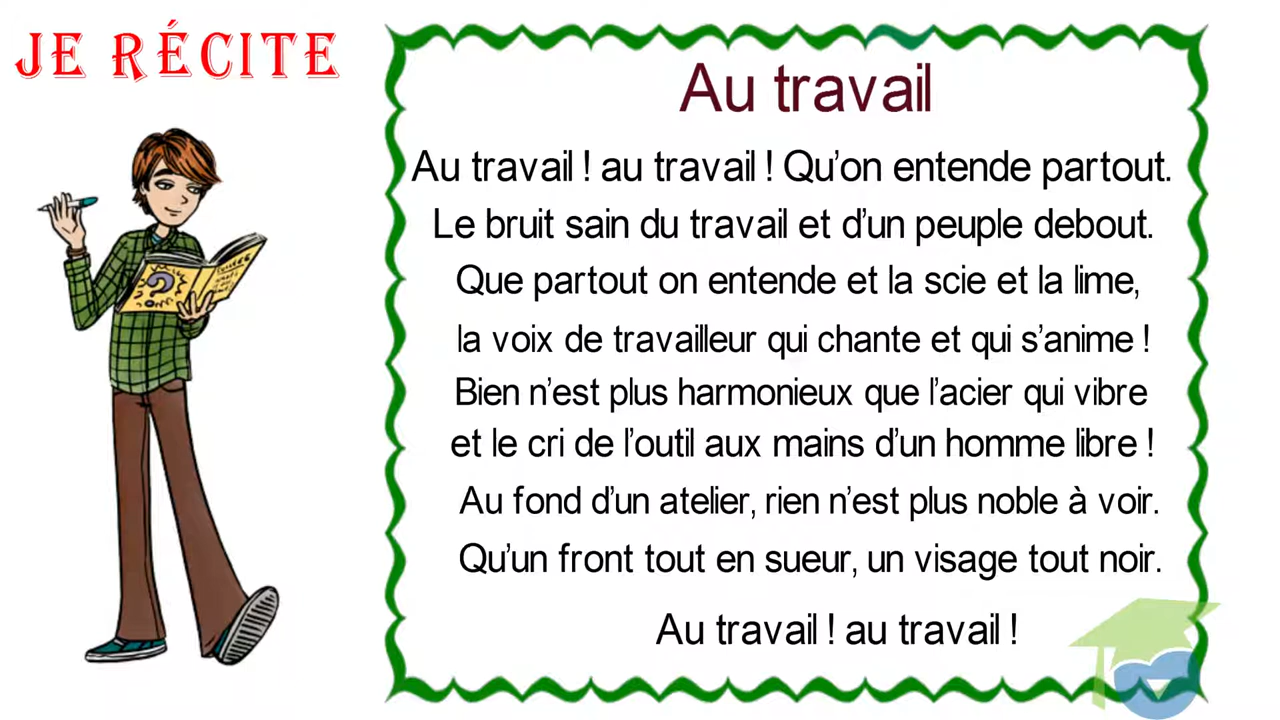 JE RÉCITE
Au travail
Au travail ! au travail ! Qu'on entende partout.
Le bruit sain du travail et d'un peuple debout.
Que partout on entende et la scie et la lime,
la voix de travailleur qui chante et qui s'anime !
Bien n'est plus harmonieux que l'acier qui vibre
et le cri de l'outil aux mains d'un homme libre !
Au fond d'un atelier, rien n'est plus noble à voir.
Qu'un front tout en sueur, un visage tout noir.
Au travail ! au travail !